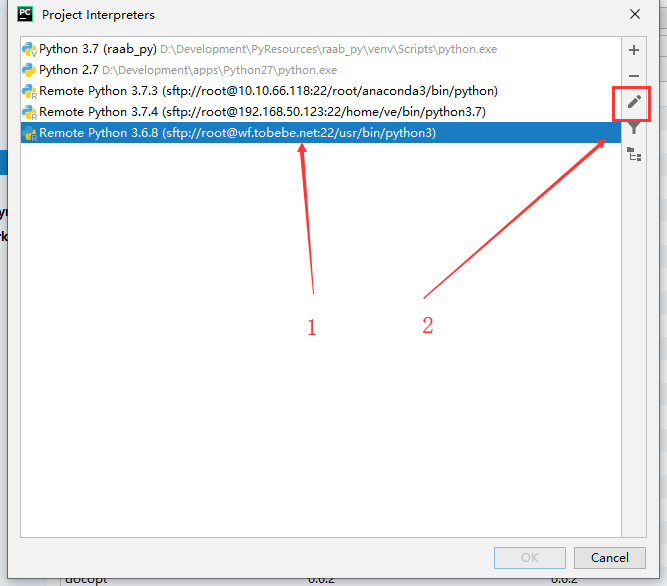 PC Project Interpreters
Python 3.7 (raab_py) D:\Development\PyResources\raab_py\venv\Scripts\python.exe
Python 2.7 D:\Development\apps\Python27\python.exe
Remote Python 3.7.3 (sftp://root@10.10.66.118:22/root/anaconda3/bin/python)
Remote Python 3.7.4 (sftp://root@192.168.50.123:22/home/ve/bin/python3.7)
Remote Python 3.6.8 (sftp://root@wf.tobebe.net:22/usr/bin/python3)
1
2
OK
Cancel
docopt 0.6.2 0.6.2